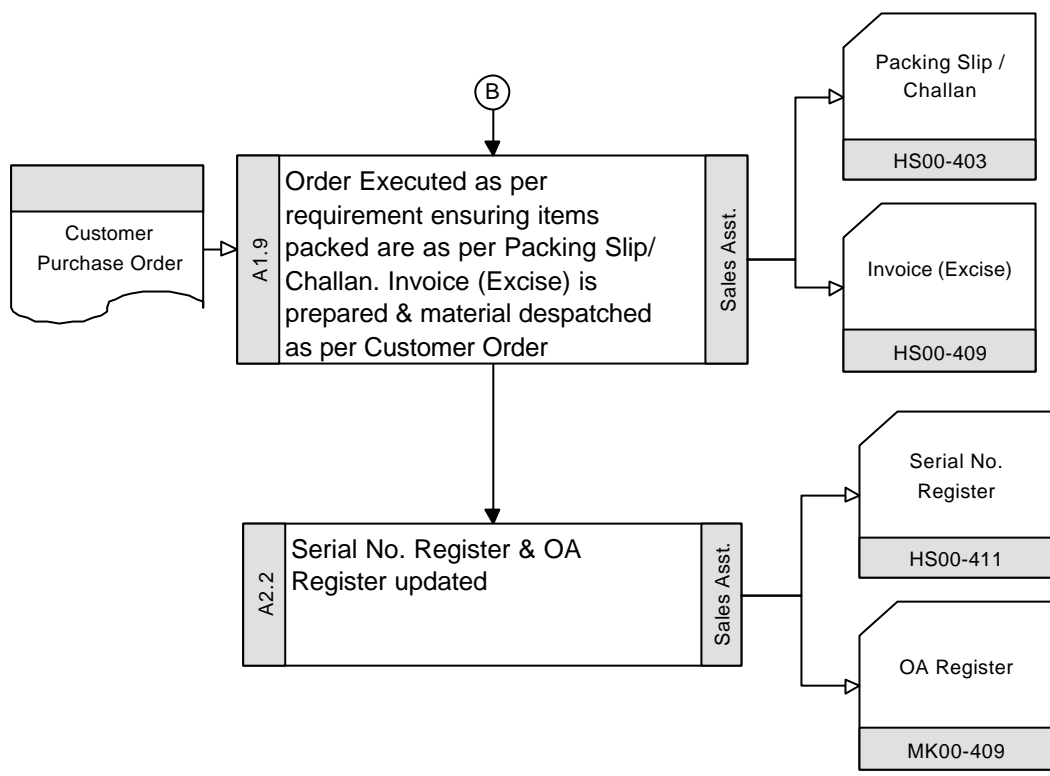 B
Packing Slip /
Challan
HS00-403
Customer
Purchase Order
A1.9
Order Executed as per
requirement ensuring items
packed are as per Packing Slip/
Challan. Invoice (Excise) is
prepared & material despatched
as per Customer Order
Sales Asst.
Invoice (Excise)
HS00-409
A2.2
Serial No. Register & OA
Register updated
Sales Asst.
Serial No.
Register
HS00-411
OA Register
MK00-409